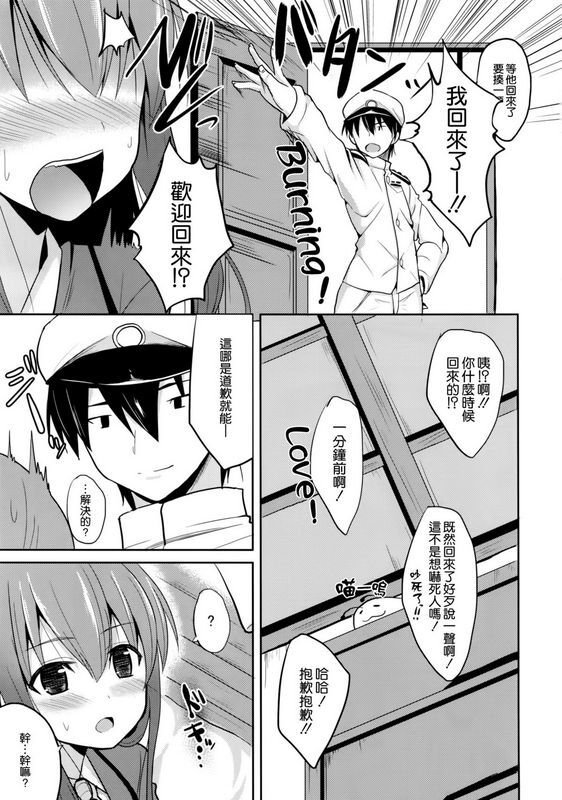 等他回來了
要揍一
我回來了ー!!
バタンッ
Burning!
歡迎回來!?
咦!?啊!!
你什麼時候
回來的!?
一分鐘前啊!
Love!
既然回來了好歹說一聲啊!
這不是想嚇死人嗎!
吵死了!!
喵ー嗚
哈哈!
抱歉抱歉!!
這哪是道歉就能ー
…解決的?
?
ドキッ…
幹…幹嘛?